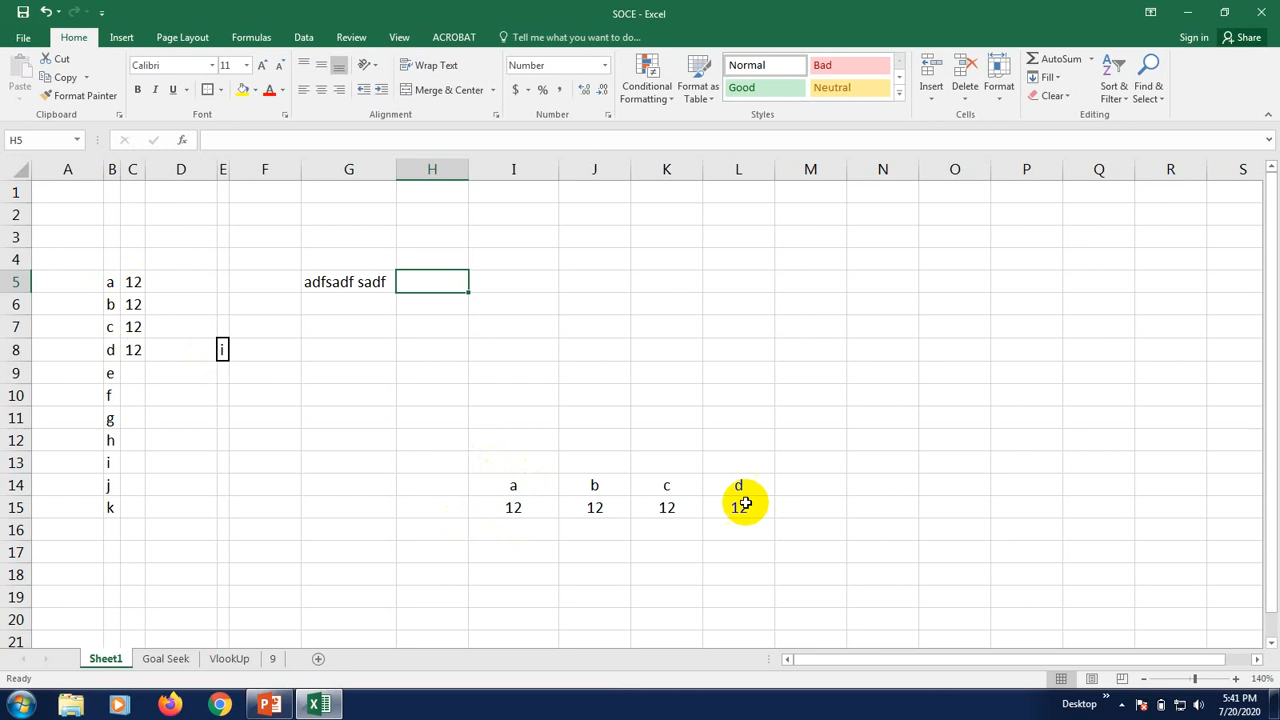 SOCE - Excel
File Home Insert Page Layout Formulas Data Review View ACROBAT Tell me what you want to do... Sign in Share
Paste Cut Copy Format Painter Clipboard
Calibri 11 B I U A Font
Wrap Text Merge & Center Alignment
Number $ % , Number
Conditional Formatting Format as Table Normal Bad Good Neutral Styles
Insert Delete Format Cells
AutoSum Fill Clear Sort & Filter Find & Select Editing
H5 fx
A B C D E F G H I J K L M N O P Q R S
1
2
3
4
5 a 12 adfsadf sadf
6 b 12
7 c 12
8 d 12 i
9 e
10 f
11 g
12 h
13 i
14 j a b c d
15 k 12 12 12 12
16
17
18
19
20
21
Sheet1 Goal Seek VlookUp 9
Ready 140%
Desktop 5:41 PM
7/20/2020